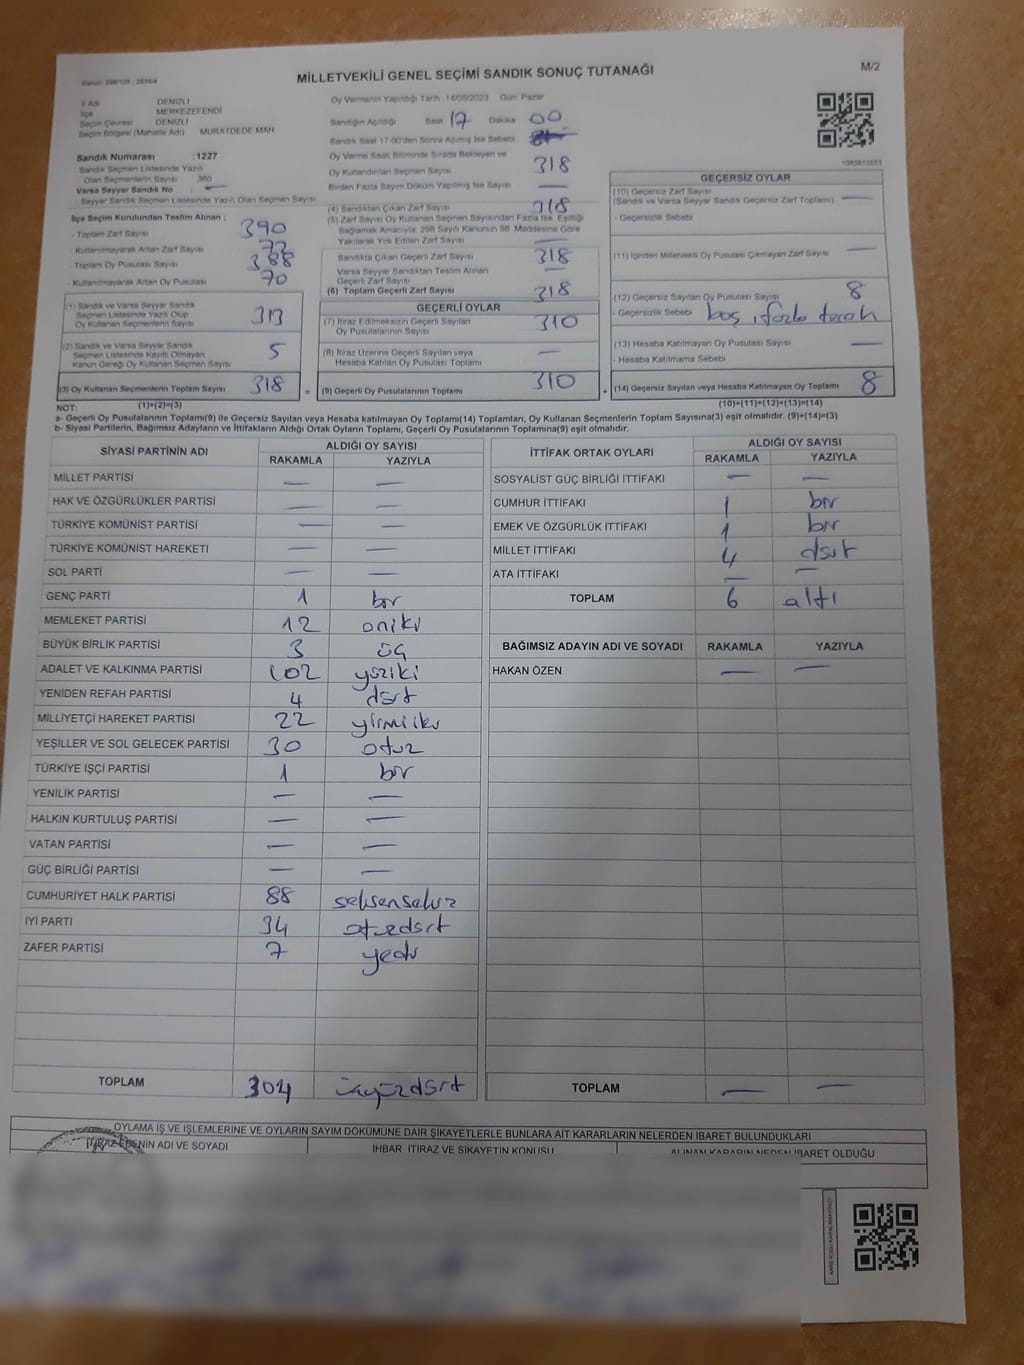 MİLLETVEKİLİ GENEL SEÇİMİ SANDIK SONUÇ TUTANAĞI
M/2
İl Adı DENİZLİ
İlçe MERKEZEFENDİ
Seçim Çevresi DENİZLİ
Seçim Bölgesi (Mahalle Adı) MURATDEDE MAH
Sandık Numarası :1227
Sandık Seçmen Listesinde Yazılı
Olan Seçmenlerin Sayısı 380
Varsa Seyyar Sandık No : —
Seyyar Sandık Seçmen Listesinde Yazılı Olan Seçmen Sayısı
İlçe Seçim Kurulundan Teslim Alınan ;
- Toplam Zarf Sayısı 390
- Kullanılmayarak Artan Zarf Sayısı 72
- Toplam Oy Pusulası Sayısı 388
- Kullanılmayarak Artan Oy Pusulası 70
(1) Sandık ve Varsa Seyyar Sandık
Seçmen Listesinde Yazılı Olup
Oy Kullanan Seçmenlerin Sayısı 313
(2) Sandık ve Varsa Seyyar Sandık
Seçmen Listesinde Kayıtlı Olmayan
Kanun Gereği Oy Kullanan Seçmen Sayısı 5
(3) Oy Kullanan Seçmenlerin Toplam Sayısı 318 =
(1)+(2)=(3)
Oy Vermenin Yapıldığı Tarih :14/05/2023 Gün: Pazar
Sandığın Açıldığı Saat 17 Dakika 00
Sandık Saat 17:00'den Sonra Açılmış İse Sebebi
Oy Verme Saati Bitiminde Sırada Bekleyen ve
Oy Kullandırılan Seçmen Sayısı 318
Birden Fazla Sayım Döküm Yapılmış İse Sayısı —
(4) Sandıktan Çıkan Zarf Sayısı 318
(5) Zarf Sayısı Oy Kullanan Seçmen Sayısından Fazla İse, Eşitliği
Sağlamak Amacıyla, 298 Sayılı Kanunun 98. Maddesine Göre
Yakılarak Yok Edilen Zarf Sayısı —
Sandıkta Çıkan Geçerli Zarf Sayısı 318
Varsa Seyyar Sandıktan Teslim Alınan
Geçerli Zarf Sayısı —
(6) Toplam Geçerli Zarf Sayısı 318
GEÇERLİ OYLAR
(7) İtiraz Edilmeksizin Geçerli Sayılan
Oy Pusulalarının Sayısı 310
(8) İtiraz Üzerine Geçerli Sayılan veya
Hesaba Katılan Oy Pusulası Toplamı —
(9) Geçerli Oy Pusulalarının Toplamı 310 +
GEÇERSİZ OYLAR
(10) Geçersiz Zarf Sayısı
(Sandık ve Varsa Seyyar Sandık Geçersiz Zarf Toplamı) —
- Geçersizlik Sebebi
(11) İçinden Milletvekili Oy Pusulası Çıkmayan Zarf Sayısı —
(12) Geçersiz Sayılan Oy Pusulası Sayısı 8
- Geçersizlik Sebebi boş, fazla tercih
(13) Hesaba Katılmayan Oy Pusulası Sayısı —
- Hesaba Katılmama Sebebi
(14) Geçersiz Sayılan veya Hesaba Katılmayan Oy Toplamı 8
(10)+(11)+(12)+(13)=(14)
NOT:
a- Geçerli Oy Pusulalarının Toplamı(9) ile Geçersiz Sayılan veya Hesaba katılmayan Oy Toplamı(14) Toplamları, Oy Kullanan Seçmenlerin Toplam Sayısına(3) eşit olmalıdır. (9)+(14)=(3)
b- Siyasi Partilerin, Bağımsız Adayların ve İttifakların Aldığı Ortak Oyların Toplamı, Geçerli Oy Pusulalarının Toplamına(9) eşit olmalıdır.
SİYASİ PARTİNİN ADI ALDIĞI OY SAYISI
RAKAMLA YAZIYLA
MİLLET PARTİSİ — —
HAK VE ÖZGÜRLÜKLER PARTİSİ — —
TÜRKİYE KOMÜNİST PARTİSİ — —
TÜRKİYE KOMÜNİST HAREKETİ — —
SOL PARTİ — —
GENÇ PARTİ 1 bir
MEMLEKET PARTİSİ 12 oniki
BÜYÜK BİRLİK PARTİSİ 3 üç
ADALET VE KALKINMA PARTİSİ 102 yüziki
YENİDEN REFAH PARTİSİ 4 dört
MİLLİYETÇİ HAREKET PARTİSİ 22 yirmiiki
YEŞİLLER VE SOL GELECEK PARTİSİ 30 otuz
TÜRKİYE İŞÇİ PARTİSİ 1 bir
YENİLİK PARTİSİ — —
HALKIN KURTULUŞ PARTİSİ — —
VATAN PARTİSİ — —
GÜÇ BİRLİĞİ PARTİSİ — —
CUMHURİYET HALK PARTİSİ 88 seksensekiz
İYİ PARTİ 34 otuzdört
ZAFER PARTİSİ 7 yedi
TOPLAM 304 üçyüzdört
İTTİFAK ORTAK OYLARI ALDIĞI OY SAYISI
RAKAMLA YAZIYLA
SOSYALİST GÜÇ BİRLİĞİ İTTİFAKI — —
CUMHUR İTTİFAKI 1 bir
EMEK VE ÖZGÜRLÜK İTTİFAKI 1 bir
MİLLET İTTİFAKI 4 dört
ATA İTTİFAKI — —
TOPLAM 6 altı
BAĞIMSIZ ADAYIN ADI VE SOYADI RAKAMLA YAZIYLA
HAKAN ÖZEN — —
TOPLAM — —
OYLAMA İŞ VE İŞLEMLERİNE VE OYLARIN SAYIM DÖKÜMÜNE DAİR ŞİKAYETLERLE BUNLARA AİT KARARLARIN NELERDEN İBARET BULUNDUKLARI
İTİRAZ EDENİN ADI VE SOYADI İHBAR, İTİRAZ VE ŞİKAYETİN KONUSU ALINAN KARARIN NEDEN İBARET OLDUĞU